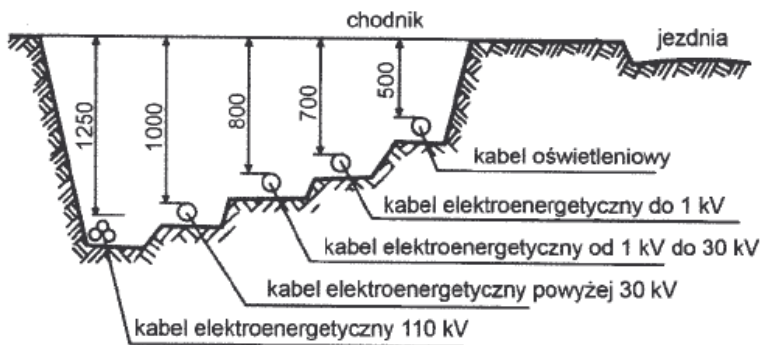 chodnik
jezdnia
1250
1000
800
700
500
kabel oświetleniowy
kabel elektroenergetyczny do 1 kV
kabel elektroenergetyczny od 1 kV do 30 kV
kabel elektroenergetyczny powyżej 30 kV
kabel elektroenergetyczny 110 kV